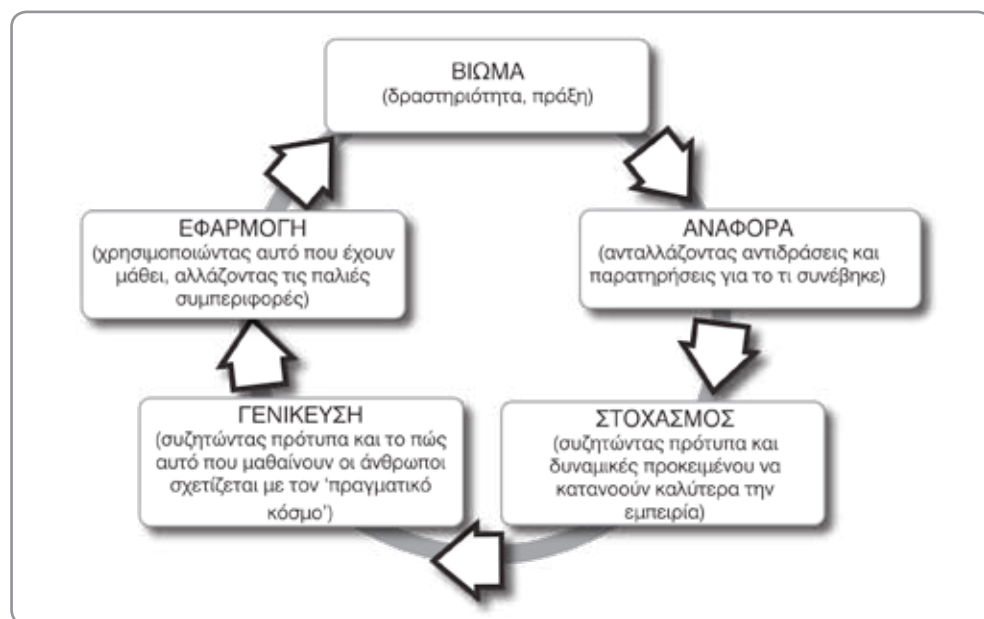 ΒΙΩΜΑ
(δραστηριότητα, πράξη)
ΑΝΑΦΟΡΑ
(ανταλλάζοντας αντιδράσεις και
παρατηρήσεις για το τι συνέβηκε)
ΣΤΟΧΑΣΜΟΣ
(συζητώντας πρότυπα και
δυναμικές προκειμένου να
κατανοούν καλύτερα την
εμπειρία)
ΓΕΝΙΚΕΥΣΗ
(συζητώντας πρότυπα και το πώς
αυτό που μαθαίνουν οι άνθρωποι
σχετίζεται με τον 'πραγματικό
κόσμο')
ΕΦΑΡΜΟΓΗ
(χρησιμοποιώντας αυτό που έχουν
μάθει, αλλάζοντας τις παλιές
συμπεριφορές)